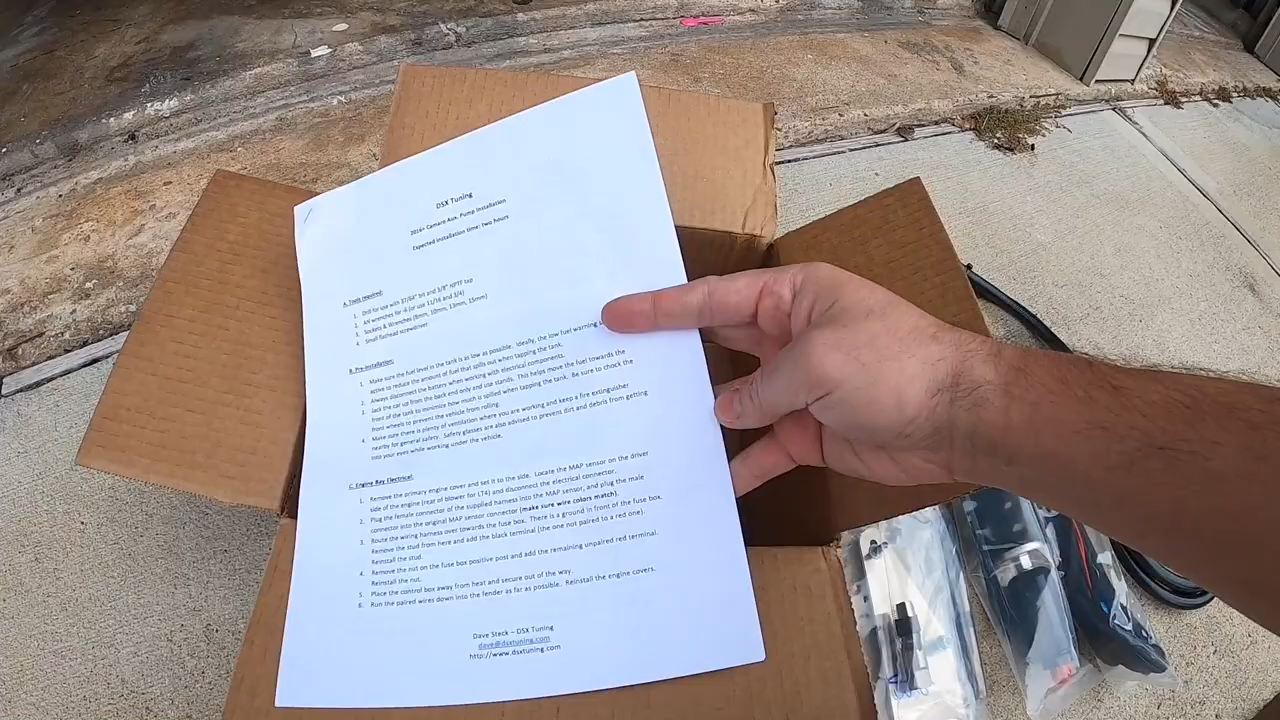 DSX Tuning
2016+ Camaro Aux. Pump Installation
Expected installation time: two hours
A. Tools required:
1. Drill for use with 37/64" bit and 3/8" NPTF tap
2. AN wrenches for -6 (or use 11/16 and 3/4)
3. Sockets & Wrenches (8mm, 10mm, 13mm, 15mm)
4. Small flathead screwdriver
B. Pre-installation:
1. Make sure the fuel level in the tank is as low as possible. Ideally, the low fuel warning
active to reduce the amount of fuel that spills out when tapping the tank.
2. Always disconnect the battery when working with electrical components.
3. Jack the car up from the back end only and use stands. This helps move the fuel towards the
front of the tank to minimize how much is spilled when tapping the tank. Be sure to chock the
front wheels to prevent the vehicle from rolling.
4. Make sure there is plenty of ventilation where you are working and keep a fire extinguisher
nearby for general safety. Safety glasses are also advised to prevent dirt and debris from getting
into your eyes while working under the vehicle.
C. Engine Bay Electrical:
1. Remove the primary engine cover and set it to the side. Locate the MAP sensor on the driver
side of the engine (rear of blower for LT4) and disconnect the electrical connector.
2. Plug the female connector of the supplied harness into the MAP sensor, and plug the male
connector into the original MAP sensor connector (make sure wire colors match).
3. Route the wiring harness over towards the fuse box. There is a ground in front of the fuse box.
Remove the stud from here and add the black terminal (the one not paired to a red one).
Reinstall the stud.
4. Remove the nut on the fuse box positive post and add the remaining unpaired red terminal.
Reinstall the nut.
5. Place the control box away from heat and secure out of the way.
6. Run the paired wires down into the fender as far as possible. Reinstall the engine covers.
Dave Steck – DSX Tuning
dave@dsxtuning.com
http://www.dsxtuning.com